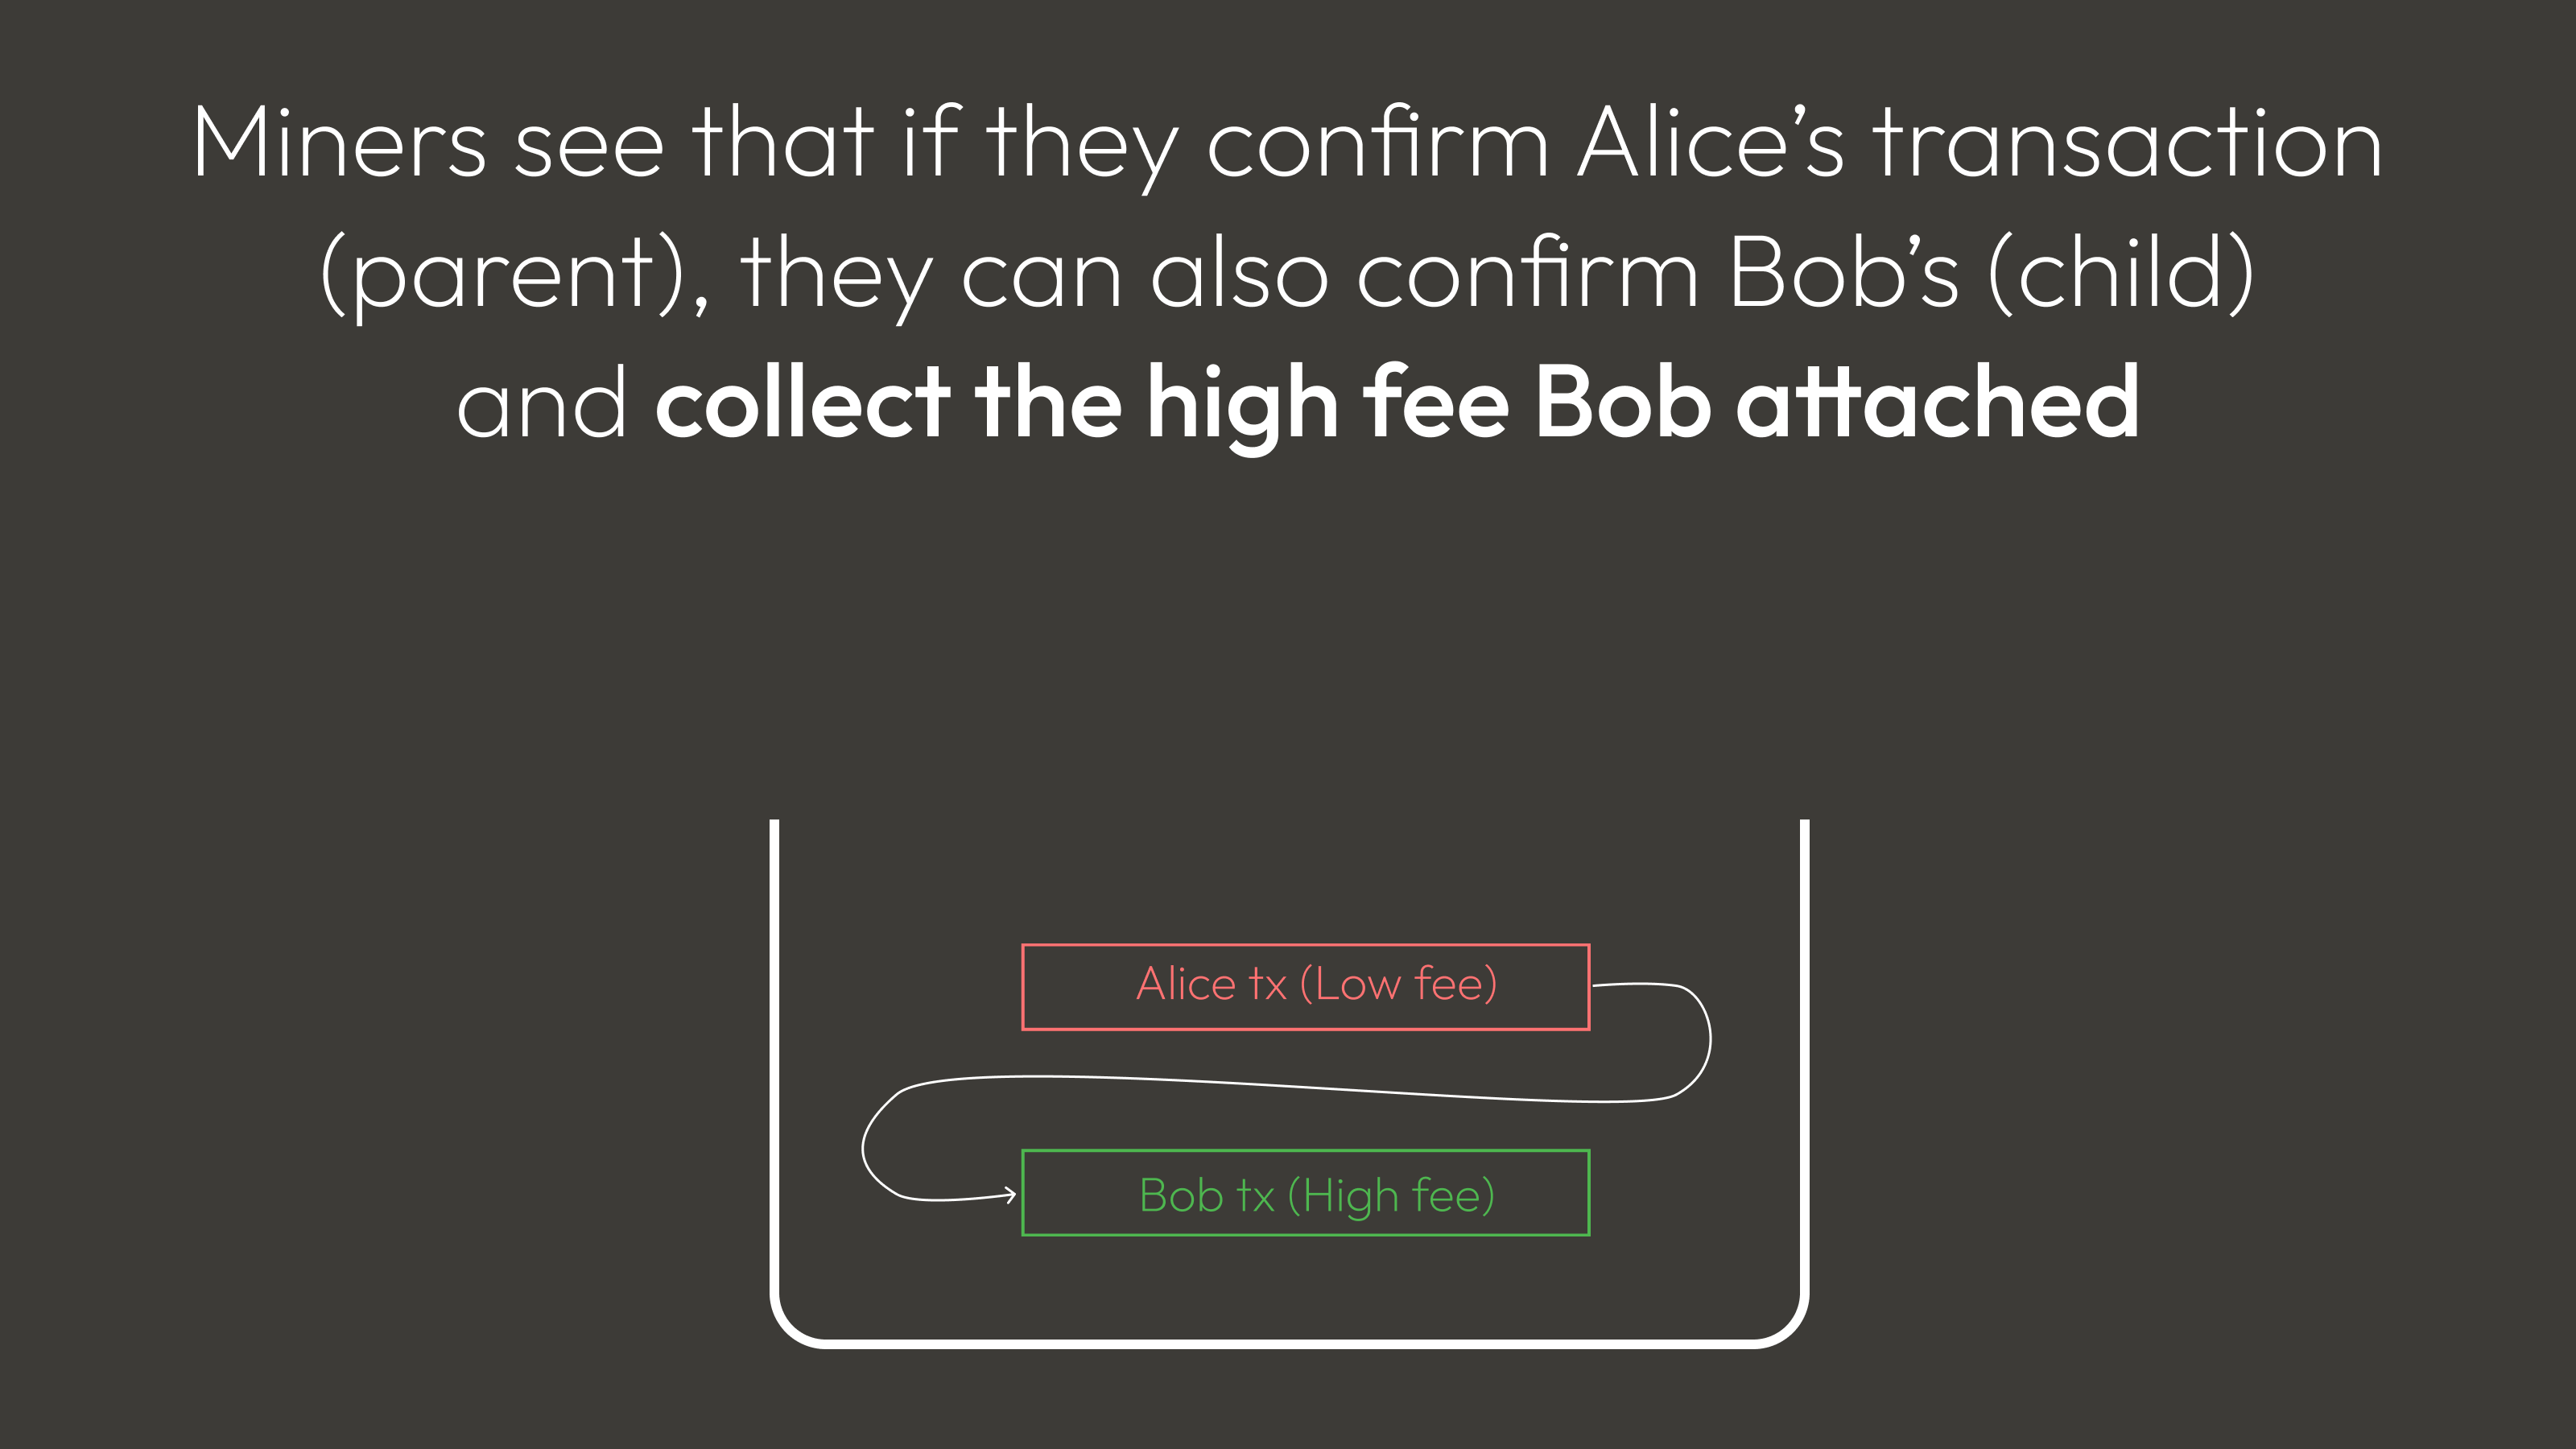 Miners see that if they confirm Alice’s transaction
(parent), they can also confirm Bob’s (child)
and collect the high fee Bob attached
Alice tx (Low fee)
Bob tx (High fee)